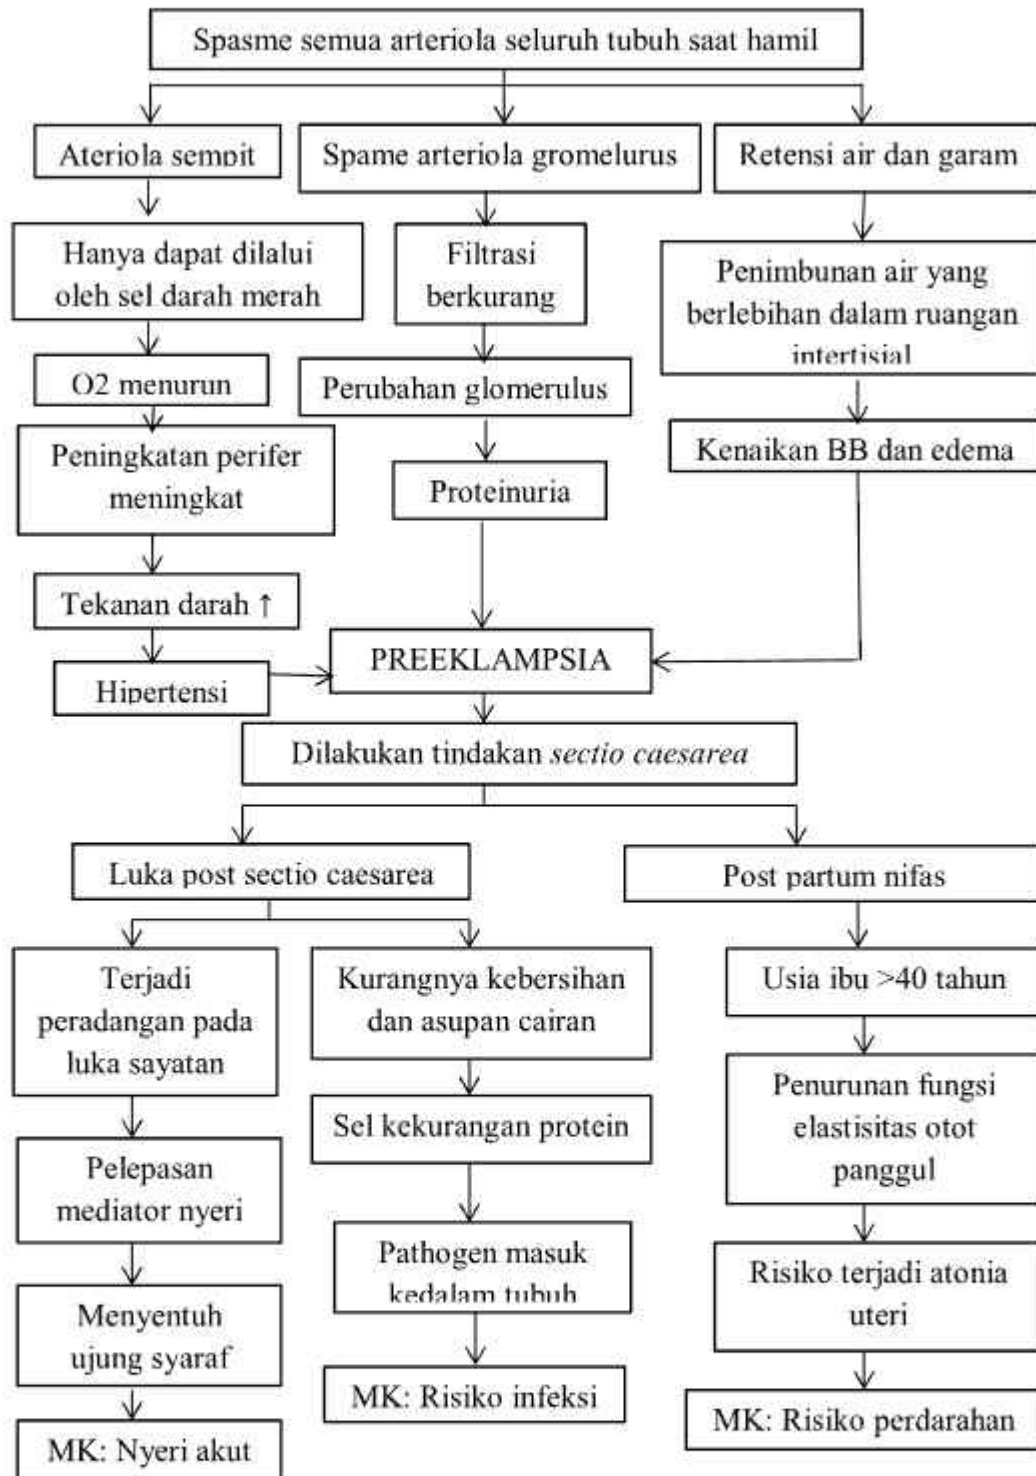 Spasme semua arteriola seluruh tubuh saat hamil
Ateriola sempit
Spame arteriola gromelurus
Retensi air dan garam
Hanya dapat dilalui
oleh sel darah merah
Filtrasi
berkurang
Penimbunan air yang
berlebihan dalam ruangan
intertisial
O2 menurun
Perubahan glomerulus
Peningkatan perifer
meningkat
Kenaikan BB dan edema
Proteinuria
Tekanan darah ↑
Hipertensi
PREEKLAMPSIA
Dilakukan tindakan sectio caesarea
Luka post sectio caesarea
Post partum nifas
Terjadi
peradangan pada
luka sayatan
Kurangnya kebersihan
dan asupan cairan
Usia ibu >40 tahun
Sel kekurangan protein
Penurunan fungsi
elastisitas otot
panggul
Pelepasan
mediator nyeri
Pathogen masuk
kedalam tubuh
Risiko terjadi atonia
uteri
Menyentuh
ujung syaraf
MK: Risiko infeksi
MK: Risiko perdarahan
MK: Nyeri akut